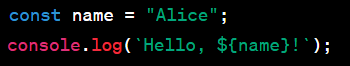 const name = "Alice";
console.log(`Hello, ${name}!`);